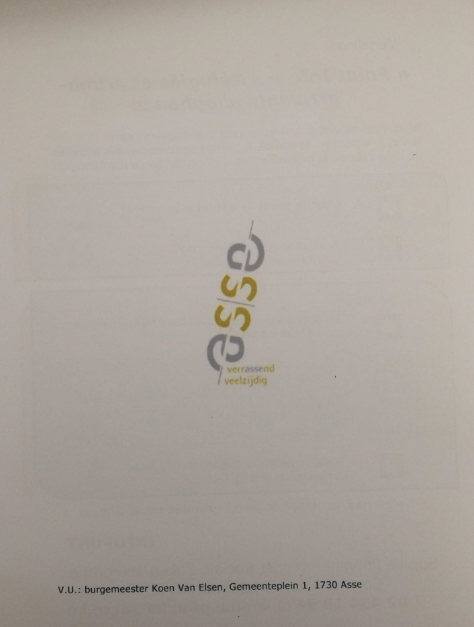 asse
verrassend
veelzijdig
V.U.: burgemeester Koen Van Elsen, Gemeenteplein 1, 1730 Asse